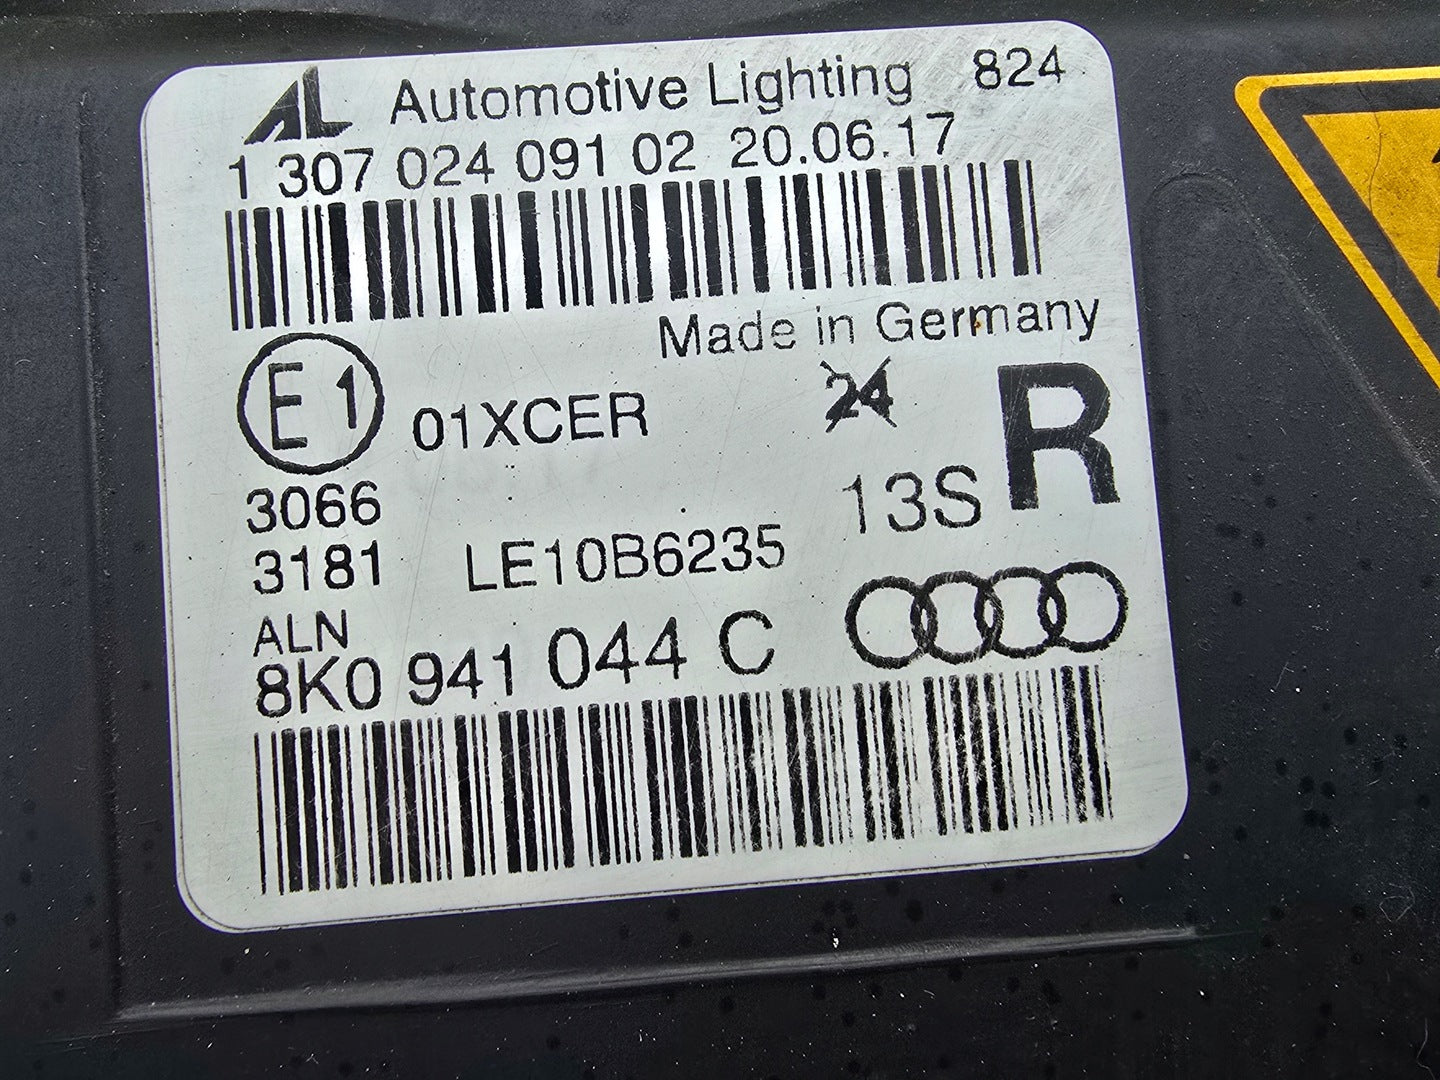 AL Automotive Lighting 824
1 307 024 091 02 20.06.17
Made in Germany
E1 01XCER 24 R
3066 13S
3181 LE10B6235
ALN
8K0 941 044 C